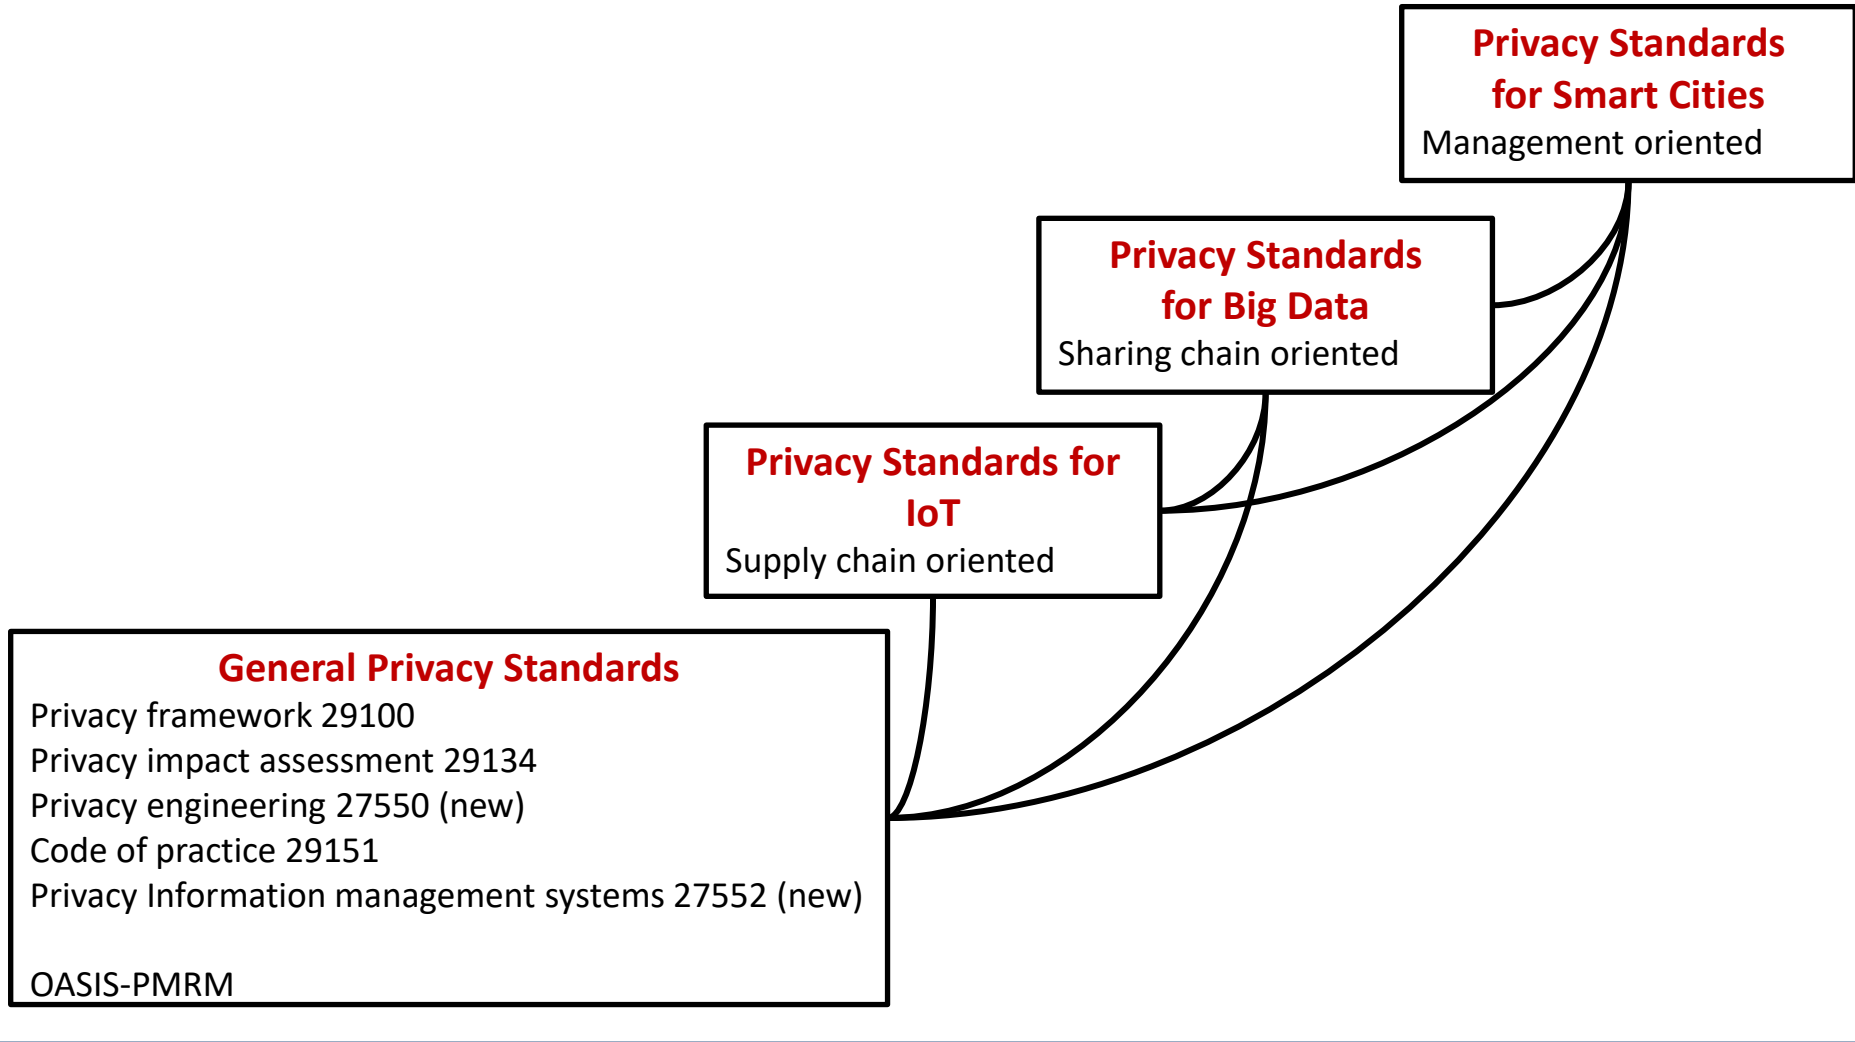 Privacy Standards
for Smart Cities
Management oriented
Privacy Standards
for Big Data
Sharing chain oriented
Privacy Standards for
IoT
Supply chain oriented
General Privacy Standards
Privacy framework 29100
Privacy impact assessment 29134
Privacy engineering 27550 (new)
Code of practice 29151
Privacy Information management systems 27552 (new)
OASIS-PMRM